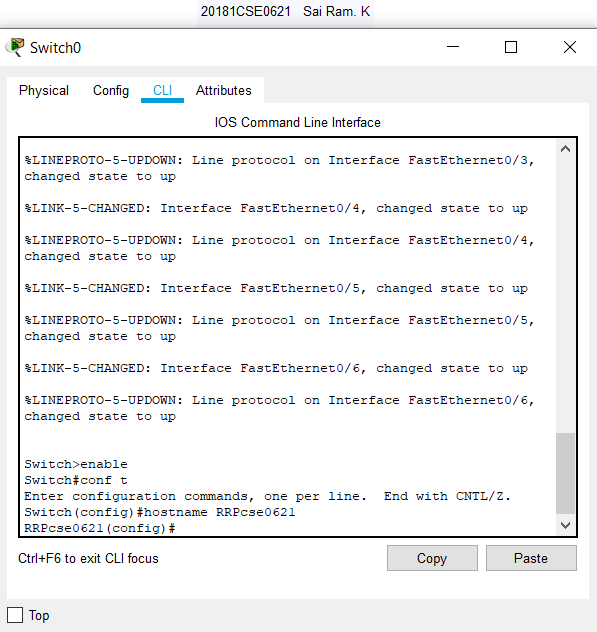 20181CSE0621 Sai Ram. K
Switch0
Physical Config CLI Attributes
IOS Command Line Interface
%LINEPROTO-5-UPDOWN: Line protocol on Interface FastEthernet0/3,
changed state to up
%LINK-5-CHANGED: Interface FastEthernet0/4, changed state to up
%LINEPROTO-5-UPDOWN: Line protocol on Interface FastEthernet0/4,
changed state to up
%LINK-5-CHANGED: Interface FastEthernet0/5, changed state to up
%LINEPROTO-5-UPDOWN: Line protocol on Interface FastEthernet0/5,
changed state to up
%LINK-5-CHANGED: Interface FastEthernet0/6, changed state to up
%LINEPROTO-5-UPDOWN: Line protocol on Interface FastEthernet0/6,
changed state to up
Switch>enable
Switch#conf t
Enter configuration commands, one per line.  End with CNTL/Z.
Switch(config)#hostname RRPcse0621
RRPcse0621(config)#
Ctrl+F6 to exit CLI focus
Copy Paste
Top